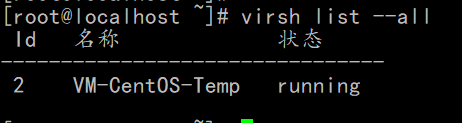 [root@localhost ~]# virsh list --all
Id 名称 状态
----------------------------------
2 VM-CentOS-Temp running